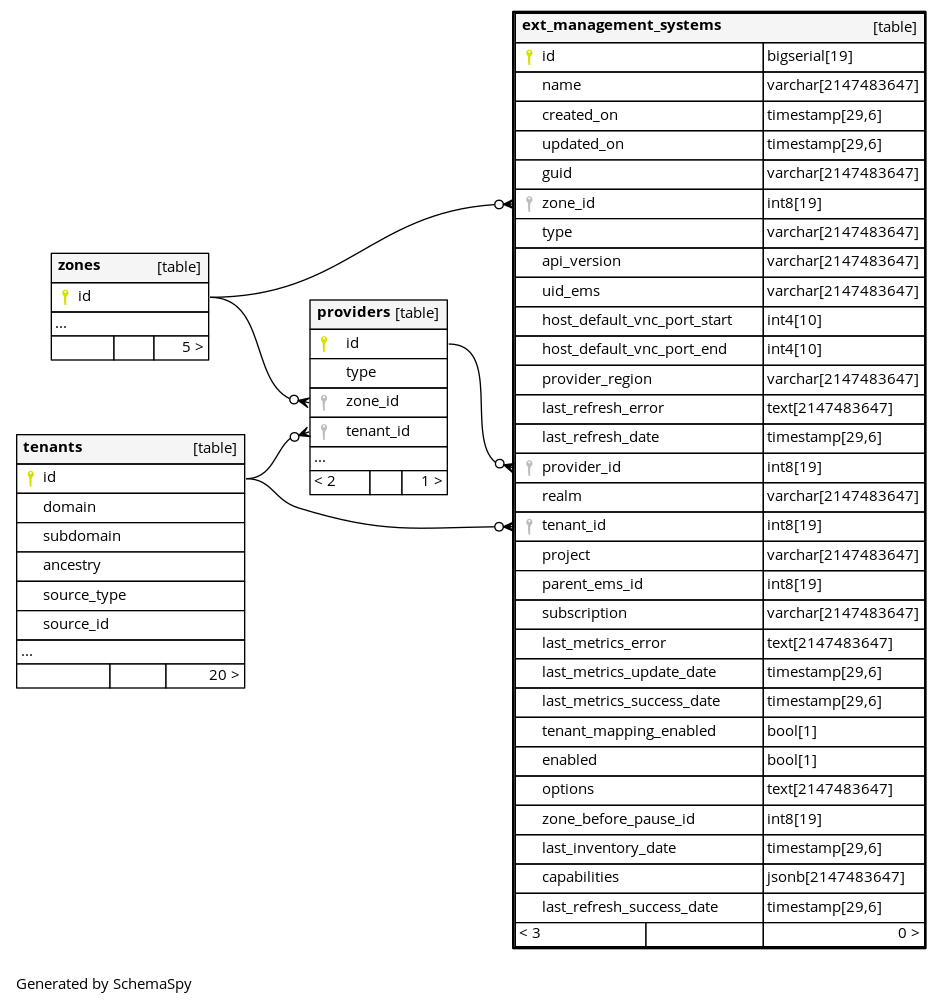 ext_management_systems [table]
id bigserial[19]
name varchar[2147483647]
created_on timestamp[29,6]
updated_on timestamp[29,6]
guid varchar[2147483647]
zone_id int8[19]
type varchar[2147483647]
api_version varchar[2147483647]
uid_ems varchar[2147483647]
host_default_vnc_port_start int4[10]
host_default_vnc_port_end int4[10]
provider_region varchar[2147483647]
last_refresh_error text[2147483647]
last_refresh_date timestamp[29,6]
provider_id int8[19]
realm varchar[2147483647]
tenant_id int8[19]
project varchar[2147483647]
parent_ems_id int8[19]
subscription varchar[2147483647]
last_metrics_error text[2147483647]
last_metrics_update_date timestamp[29,6]
last_metrics_success_date timestamp[29,6]
tenant_mapping_enabled bool[1]
enabled bool[1]
options text[2147483647]
zone_before_pause_id int8[19]
last_inventory_date timestamp[29,6]
capabilities jsonb[2147483647]
last_refresh_success_date timestamp[29,6]
< 3 0 >
zones [table]
id
...
5 >
providers [table]
id
type
zone_id
tenant_id
...
< 2 1 >
tenants [table]
id
domain
subdomain
ancestry
source_type
source_id
...
20 >
Generated by SchemaSpy